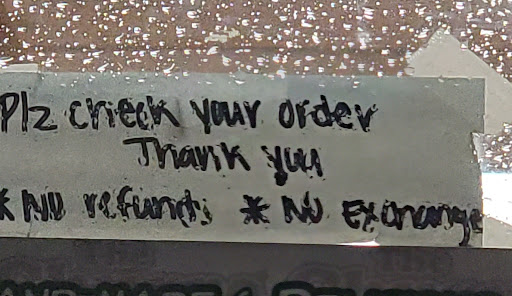 Plz check your order
Thank you
* NO refunds * NO Exchange